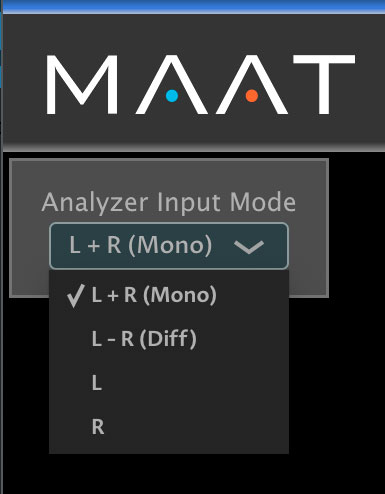 MAAT
Analyzer Input Mode
L + R (Mono)
✓ L + R (Mono)
L - R (Diff)
L
R